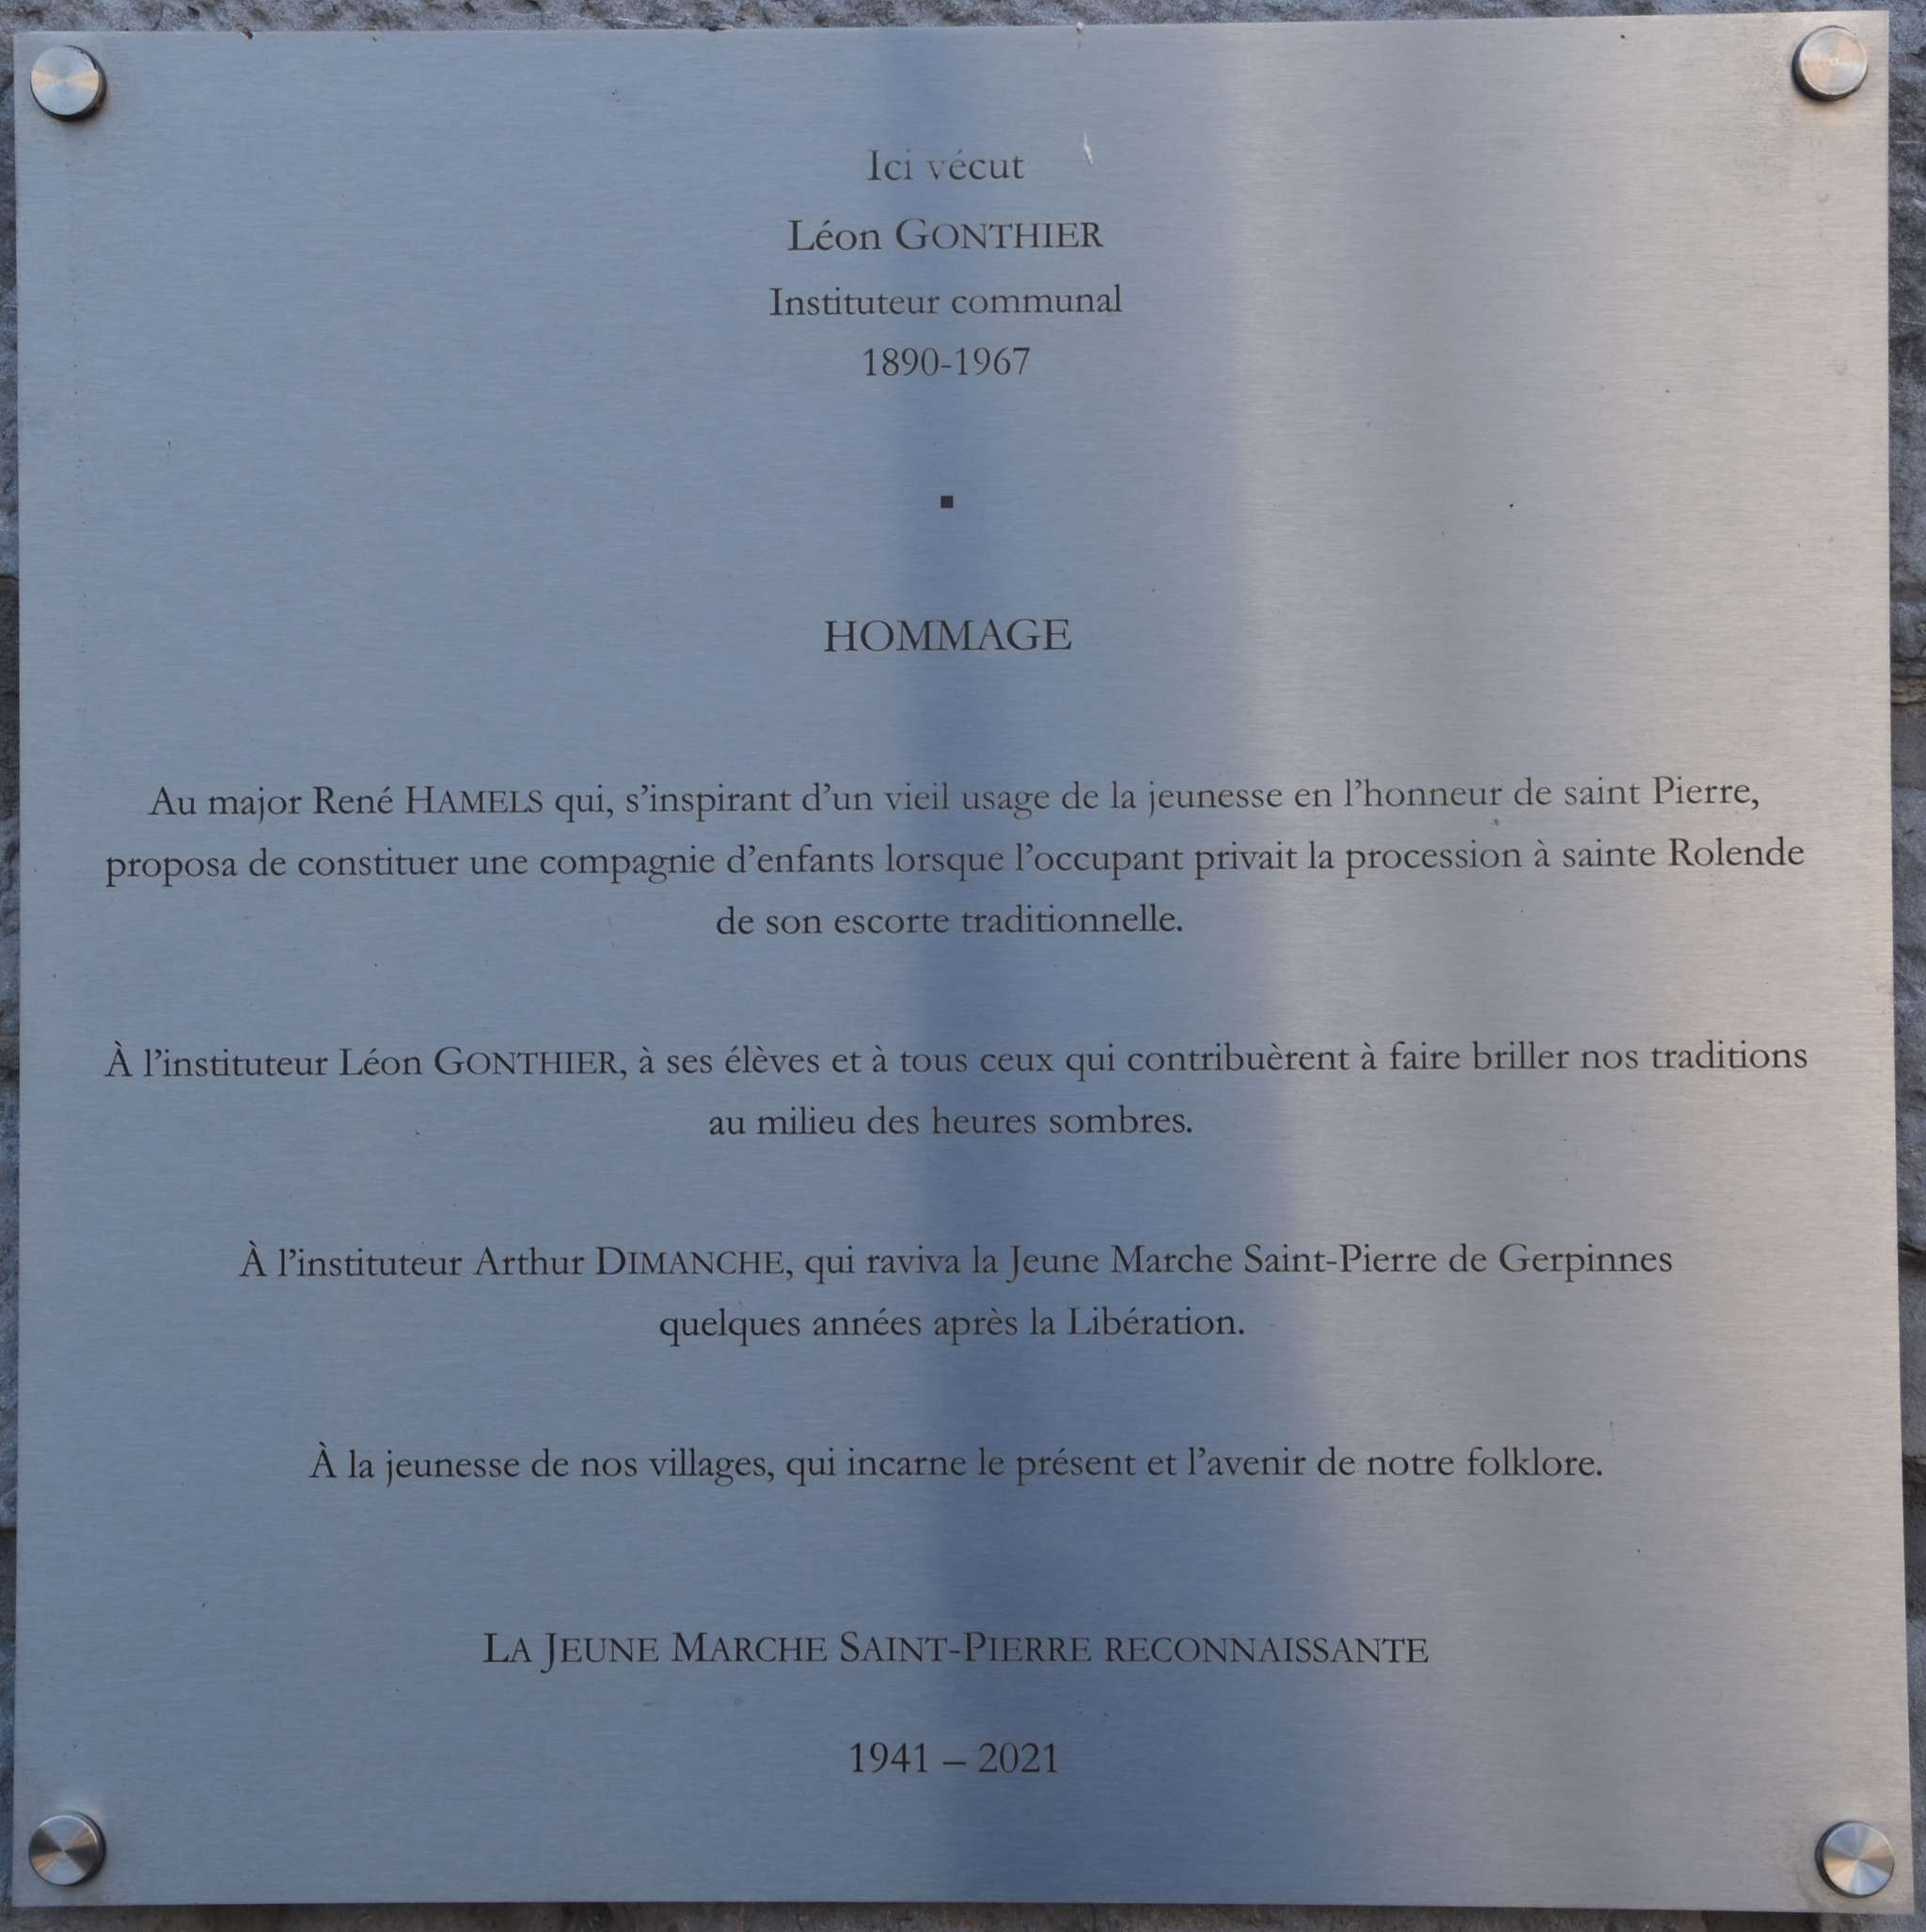 Ici vécut
Léon GONTHIER
Instituteur communal
1890-1967
▪
HOMMAGE
Au major René HAMELS qui, s’inspirant d’un vieil usage de la jeunesse en l’honneur de saint Pierre,
proposa de constituer une compagnie d’enfants lorsque l’occupant privait la procession à sainte Rolende
de son escorte traditionnelle.
À l’instituteur Léon GONTHIER, à ses élèves et à tous ceux qui contribuèrent à faire briller nos traditions
au milieu des heures sombres.
À l’instituteur Arthur DIMANCHE, qui raviva la Jeune Marche Saint-Pierre de Gerpinnes
quelques années après la Libération.
À la jeunesse de nos villages, qui incarne le présent et l’avenir de notre folklore.
LA JEUNE MARCHE SAINT-PIERRE RECONNAISSANTE
1941 – 2021